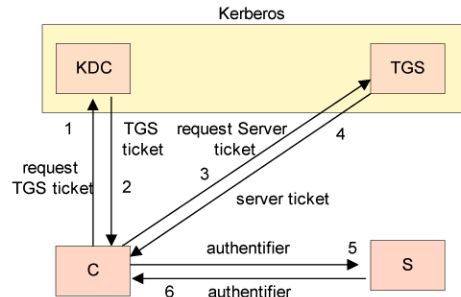 Kerberos
KDC
TGS
1
TGS
ticket
request Server
ticket
4
request
TGS ticket
2
3
server ticket
C
authentifier
5
S
6
authentifier